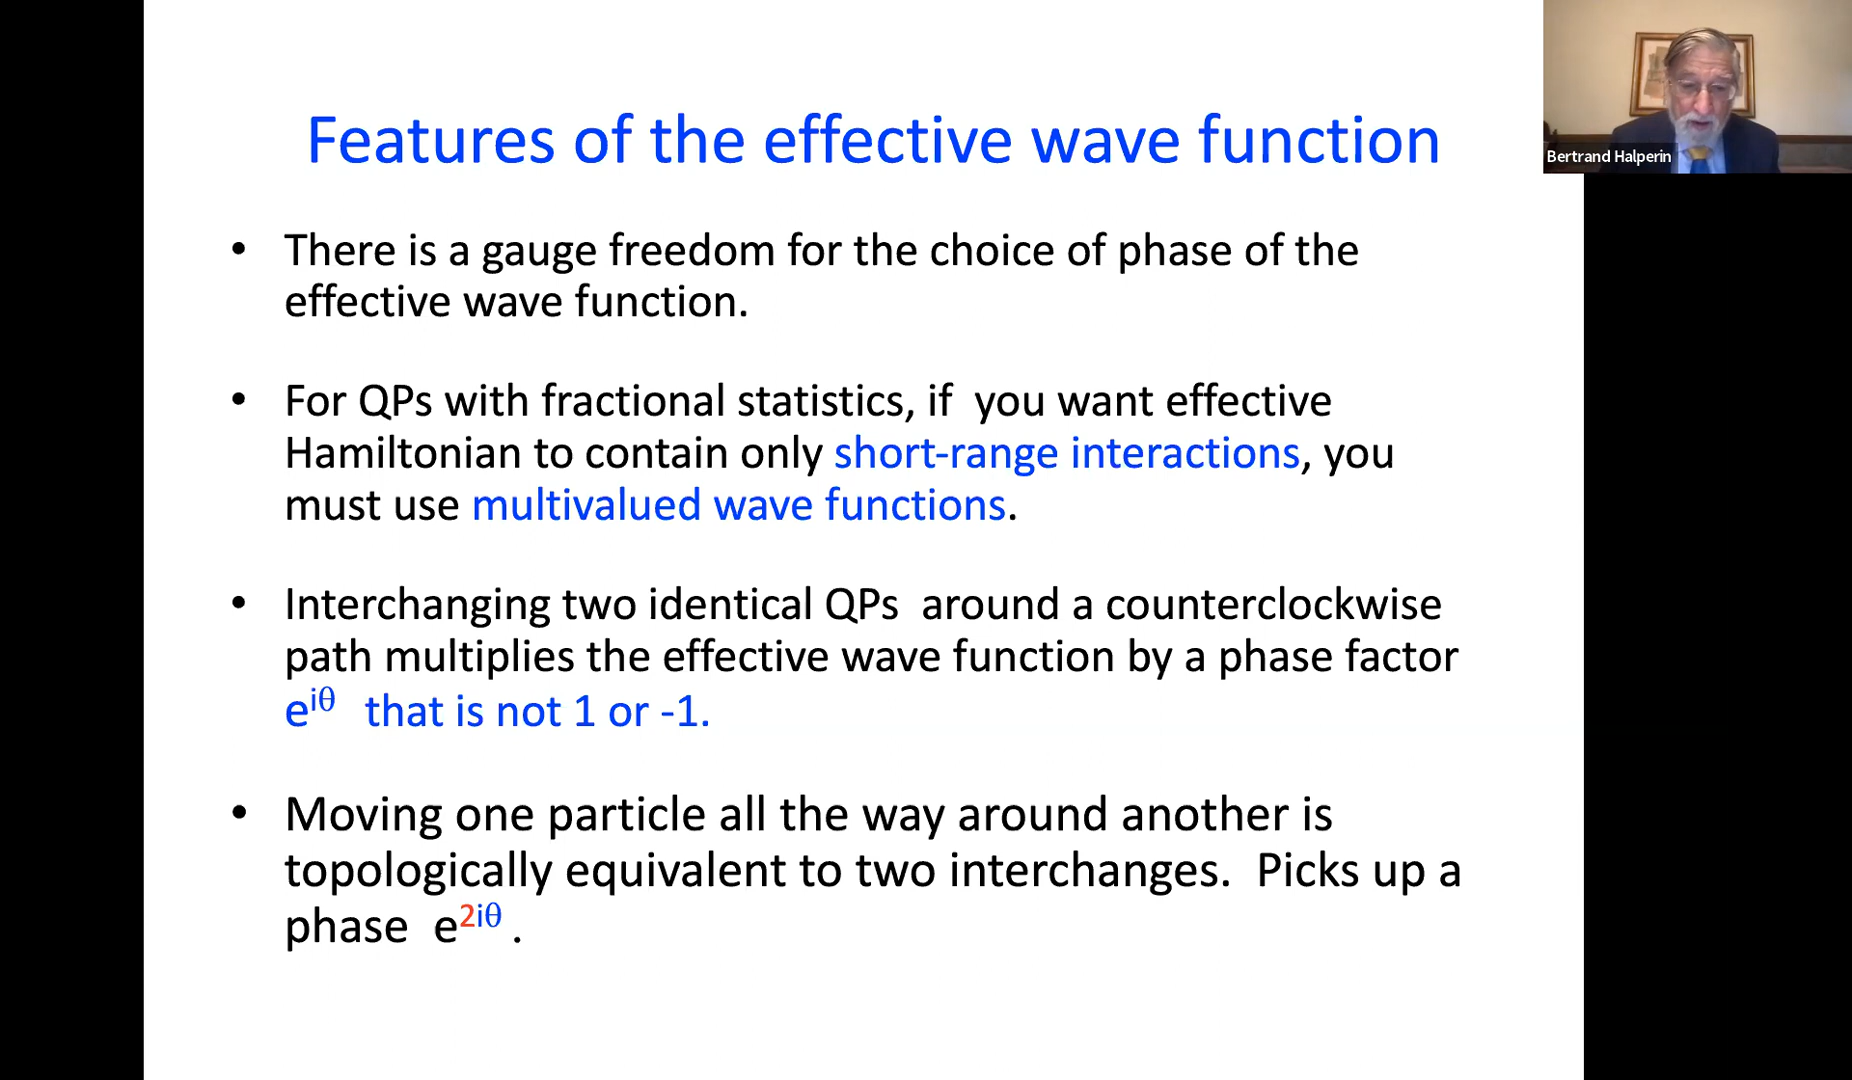 Features of the effective wave function
Bertrand Halperin
• There is a gauge freedom for the choice of phase of the
effective wave function.
• For QPs with fractional statistics, if you want effective
Hamiltonian to contain only short-range interactions, you
must use multivalued wave functions.
• Interchanging two identical QPs around a counterclockwise
path multiplies the effective wave function by a phase factor
e^{iθ} that is not 1 or -1.
• Moving one particle all the way around another is
topologically equivalent to two interchanges. Picks up a
phase e^{2iθ} .